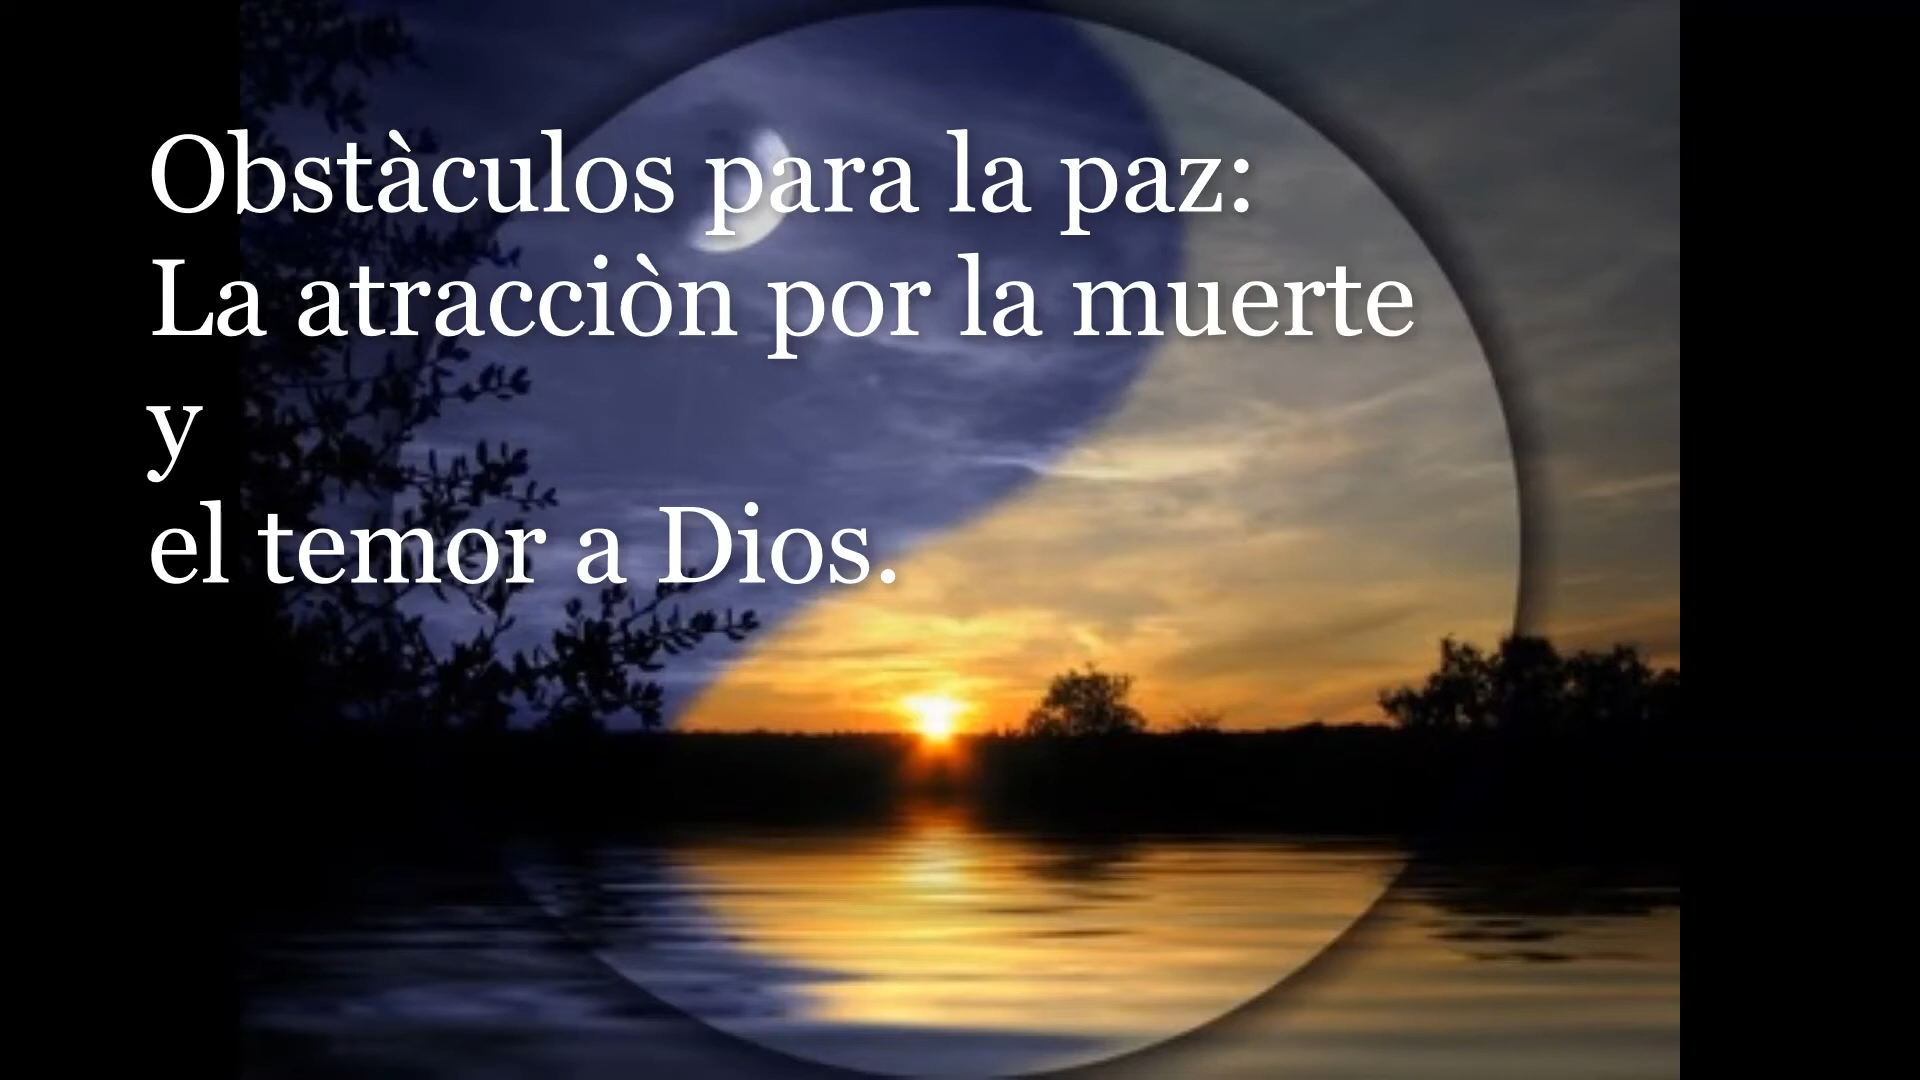 Obstàculos para la paz:
La atracciòn por la muerte
y
el temor a Dios.